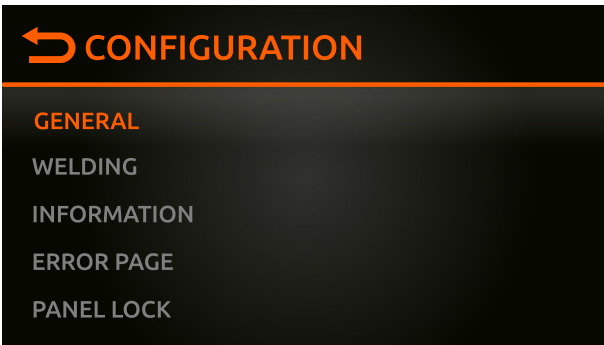 CONFIGURATION
GENERAL
WELDING
INFORMATION
ERROR PAGE
PANEL LOCK